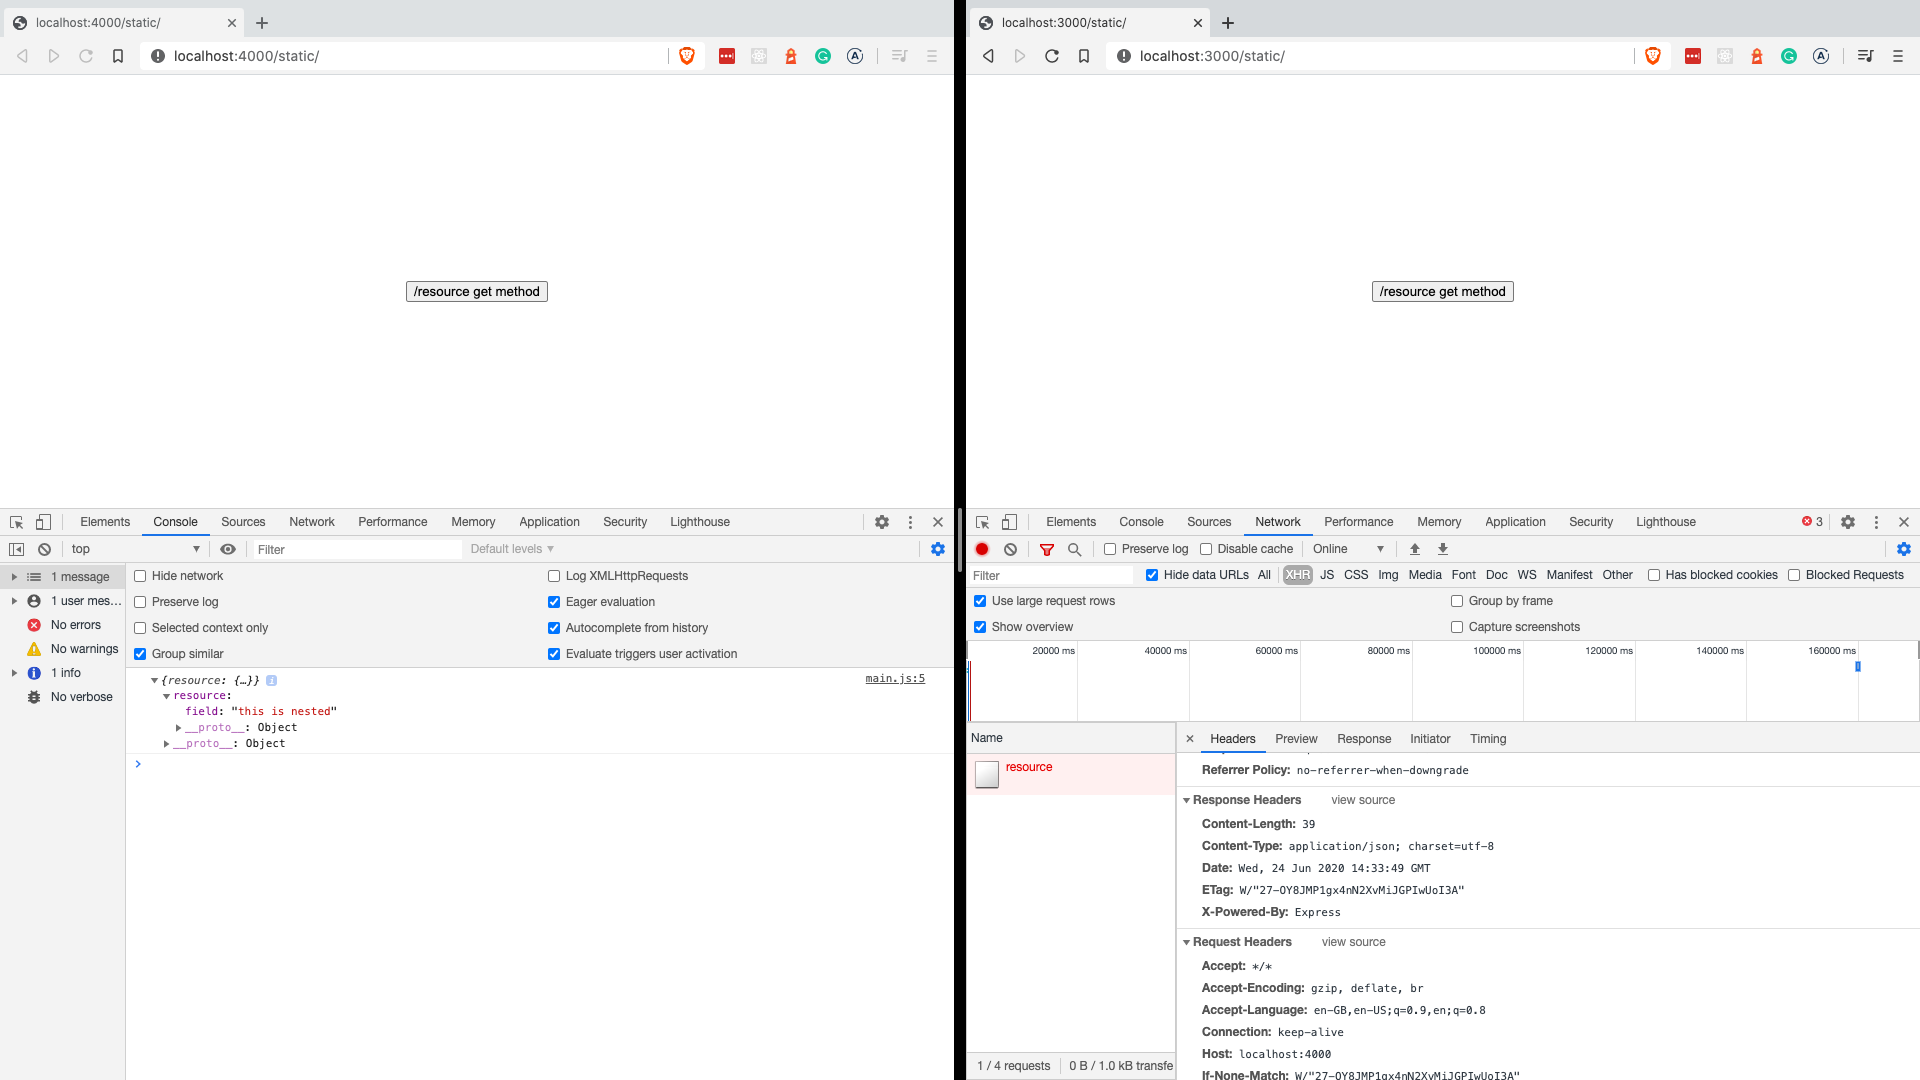 localhost:4000/static/
localhost:4000/static/
/resource get method
Elements Console Sources Network Performance Memory Application Security Lighthouse
top Filter Default levels
1 message
1 user mes...
No errors
No warnings
1 info
No verbose
Hide network Log XMLHttpRequests
Preserve log Eager evaluation
Selected context only Autocomplete from history
Group similar Evaluate triggers user activation
{resource: {…}} i main.js:5
resource:
field: "this is nested"
__proto__: Object
__proto__: Object
localhost:3000/static/
localhost:3000/static/
/resource get method
Elements Console Sources Network Performance Memory Application Security Lighthouse 3
Preserve log Disable cache Online
Filter Hide data URLs All XHR JS CSS Img Media Font Doc WS Manifest Other Has blocked cookies Blocked Requests
Use large request rows Group by frame
Show overview Capture screenshots
20000 ms 40000 ms 60000 ms 80000 ms 100000 ms 120000 ms 140000 ms 160000 ms
Name
resource
1 / 4 requests 0 B / 1.0 kB transfe
Headers Preview Response Initiator Timing
Referrer Policy: no-referrer-when-downgrade
Response Headers view source
Content-Length: 39
Content-Type: application/json; charset=utf-8
Date: Wed, 24 Jun 2020 14:33:49 GMT
ETag: W/"27-OY8JMP1gx4nN2XvMiJGPIwUoI3A"
X-Powered-By: Express
Request Headers view source
Accept: */*
Accept-Encoding: gzip, deflate, br
Accept-Language: en-GB,en-US;q=0.9,en;q=0.8
Connection: keep-alive
Host: localhost:4000
If-None-Match: W/"27-OY8JMP1gx4nN2XvMiJGPIwUoI3A"